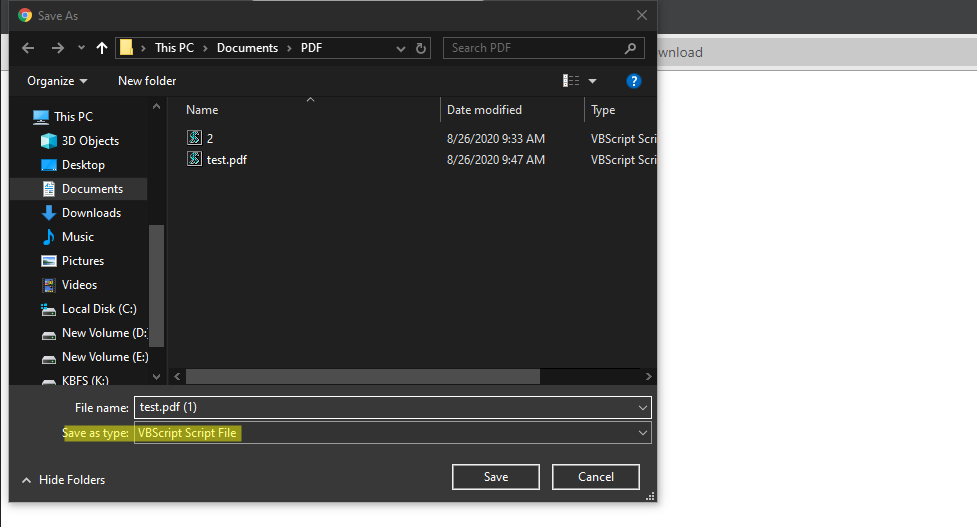 Save As
This PC > Documents > PDF
Search PDF
wnload
Organize
New folder
?
Name
Date modified
Type
This PC
3D Objects
Desktop
Documents
Downloads
Music
Pictures
Videos
Local Disk (C:)
New Volume (D:
New Volume (E:)
KBFS (K:)
2 8/26/2020 9:33 AM VBScript Scri
test.pdf 8/26/2020 9:47 AM VBScript Scri
File name: test.pdf (1)
Save as type: VBScript Script File
Hide Folders
Save
Cancel